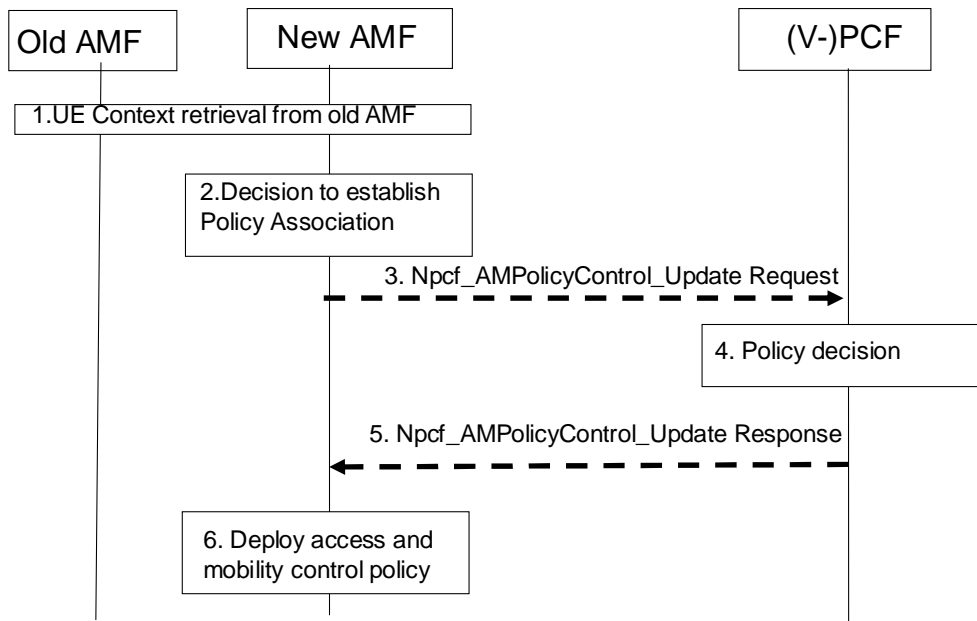 Old AMF
New AMF
(V-)PCF
1.UE Context retrieval from old AMF
2.Decision to establish
Policy Association
3. Npcf_AMPolicyControl_Update Request
4. Policy decision
5. Npcf_AMPolicyControl_Update Response
6. Deploy access and
mobility control policy